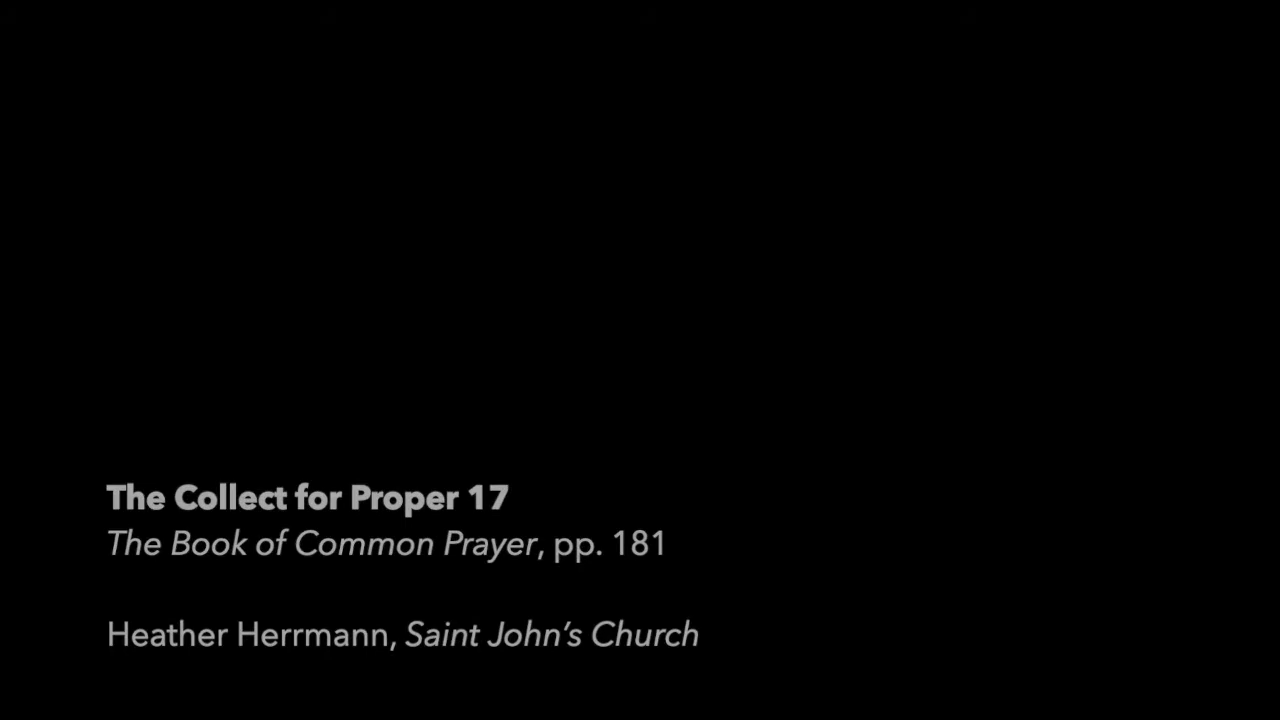 The Collect for Proper 17
The Book of Common Prayer, pp. 181
Heather Herrmann, Saint John’s Church